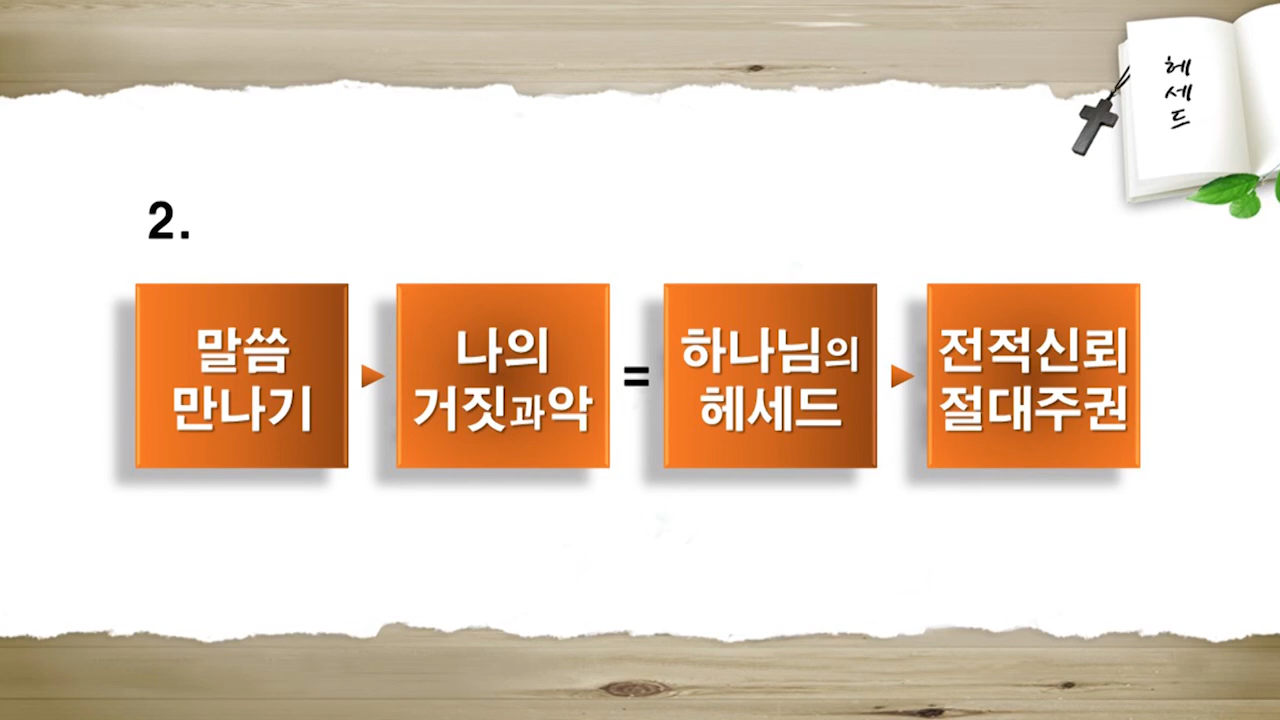 헤
세
드
2.
말씀
만나기
나의
거짓과악
=
하나님의
헤세드
전적신뢰
절대주권